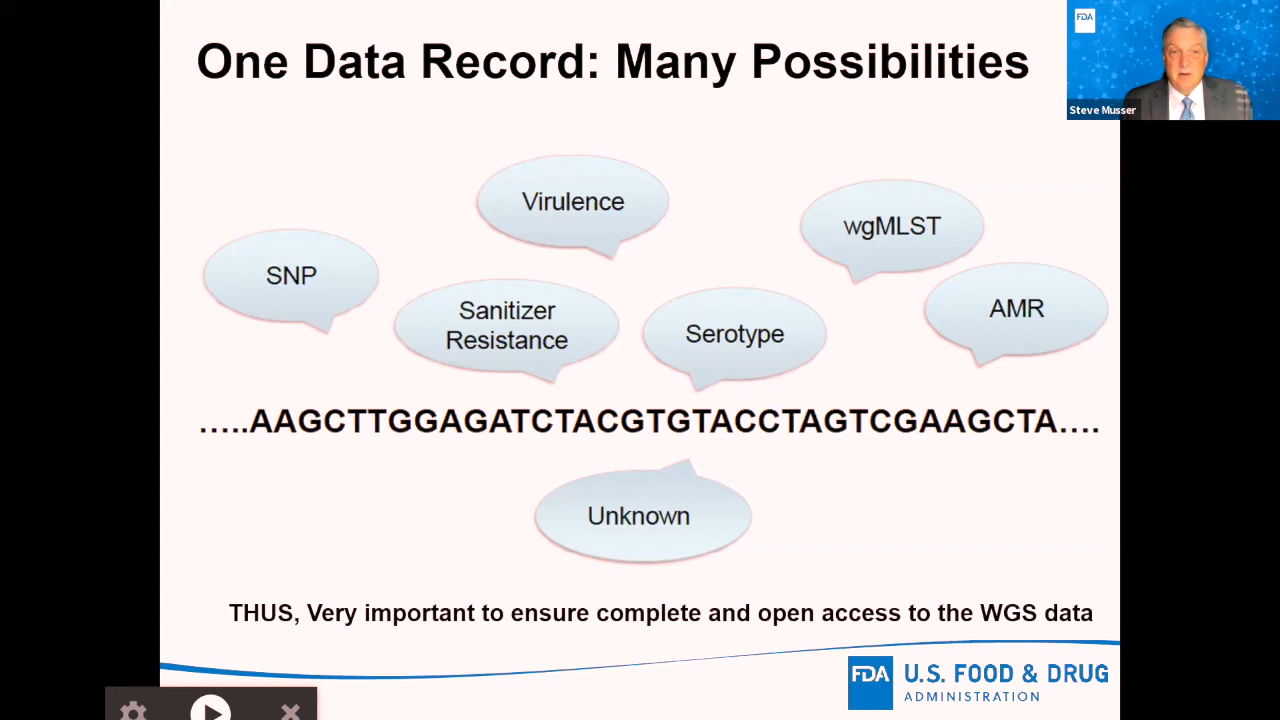 One Data Record: Many Possibilities
FDA
Steve Musser
Virulence
wgMLST
SNP
AMR
Sanitizer
Resistance
Serotype
…..AAGCTTGGAGATCTACGTGTACCTAGTCGAAGCTA….
Unknown
THUS, Very important to ensure complete and open access to the WGS data
FDA U.S. FOOD & DRUG
ADMINISTRATION